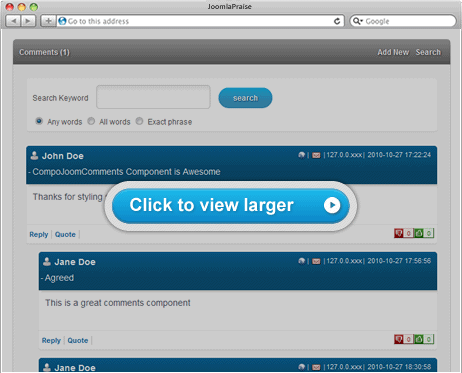 JoomlaPraise
Go to this address
Google
Comments (1)
Add New Search
Search Keyword
search
Any words All words Exact phrase
John Doe
|127.0.0.xxx| 2010-10-27 17:22:24
- CompoJoomComments Component is Awesome
Thanks for styling
Click to view larger
Reply | Quote |
0 0
Jane Doe
|127.0.0.xxx| 2010-10-27 17:56:56
- Agreed
This is a great comments component
Reply | Quote |
0 0
Jane Doe
|127.0.0.xxx| 2010-10-27 18:30:58